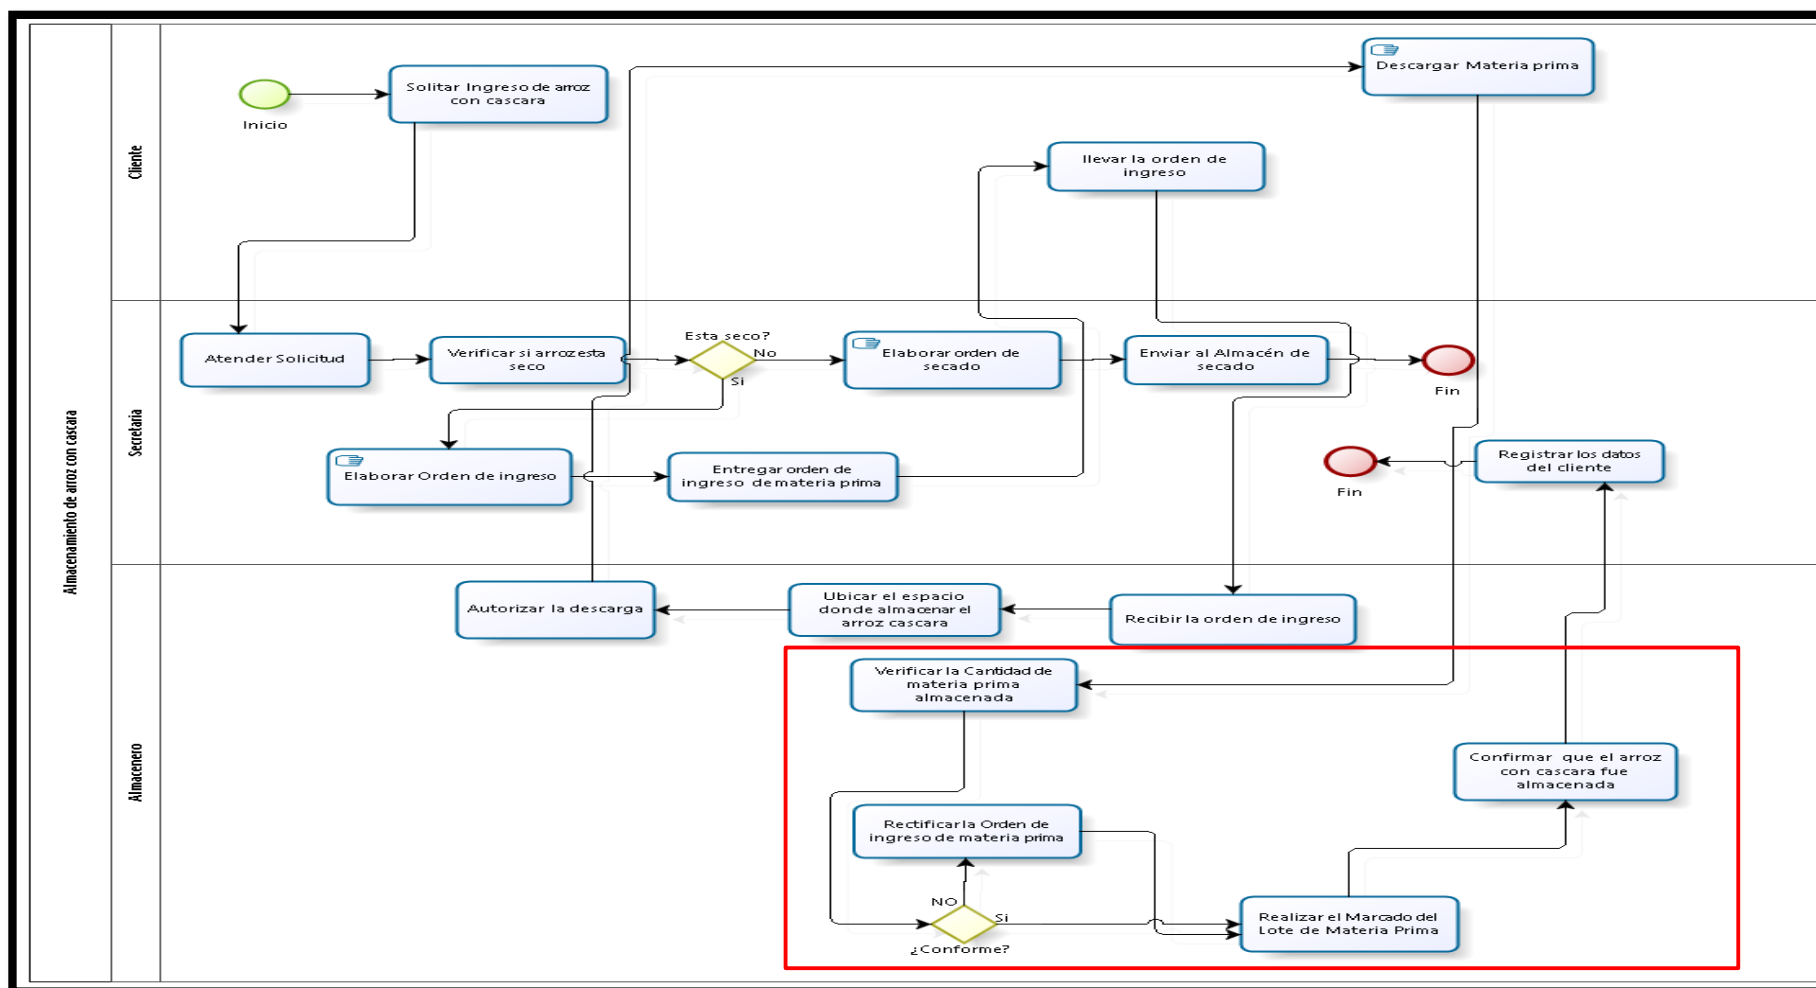 Almacenamiento de arroz con cascara
Cliente
Inicio
Solitar Ingreso de arroz
con cascara
Descargar Materia prima
llevar la orden de
ingreso
Secretaria
Atender Solicitud
Verificar si arroz esta
seco
Esta seco?
No
Si
Elaborar orden de
secado
Enviar al Almacén de
secado
Fin
Elaborar Orden de ingreso
Entregar orden de
ingreso de materia prima
Fin
Registrar los datos
del cliente
Almacenero
Autorizar la descarga
Ubicar el espacio
donde almacenar el
arroz cascara
Recibir la orden de ingreso
Verificar la Cantidad de
materia prima
almacenada
Confirmar que el arroz
con cascara fue
almacenada
Rectificar la Orden de
ingreso de materia prima
NO
Si
¿Conforme?
Realizar el Marcado del
Lote de Materia Prima